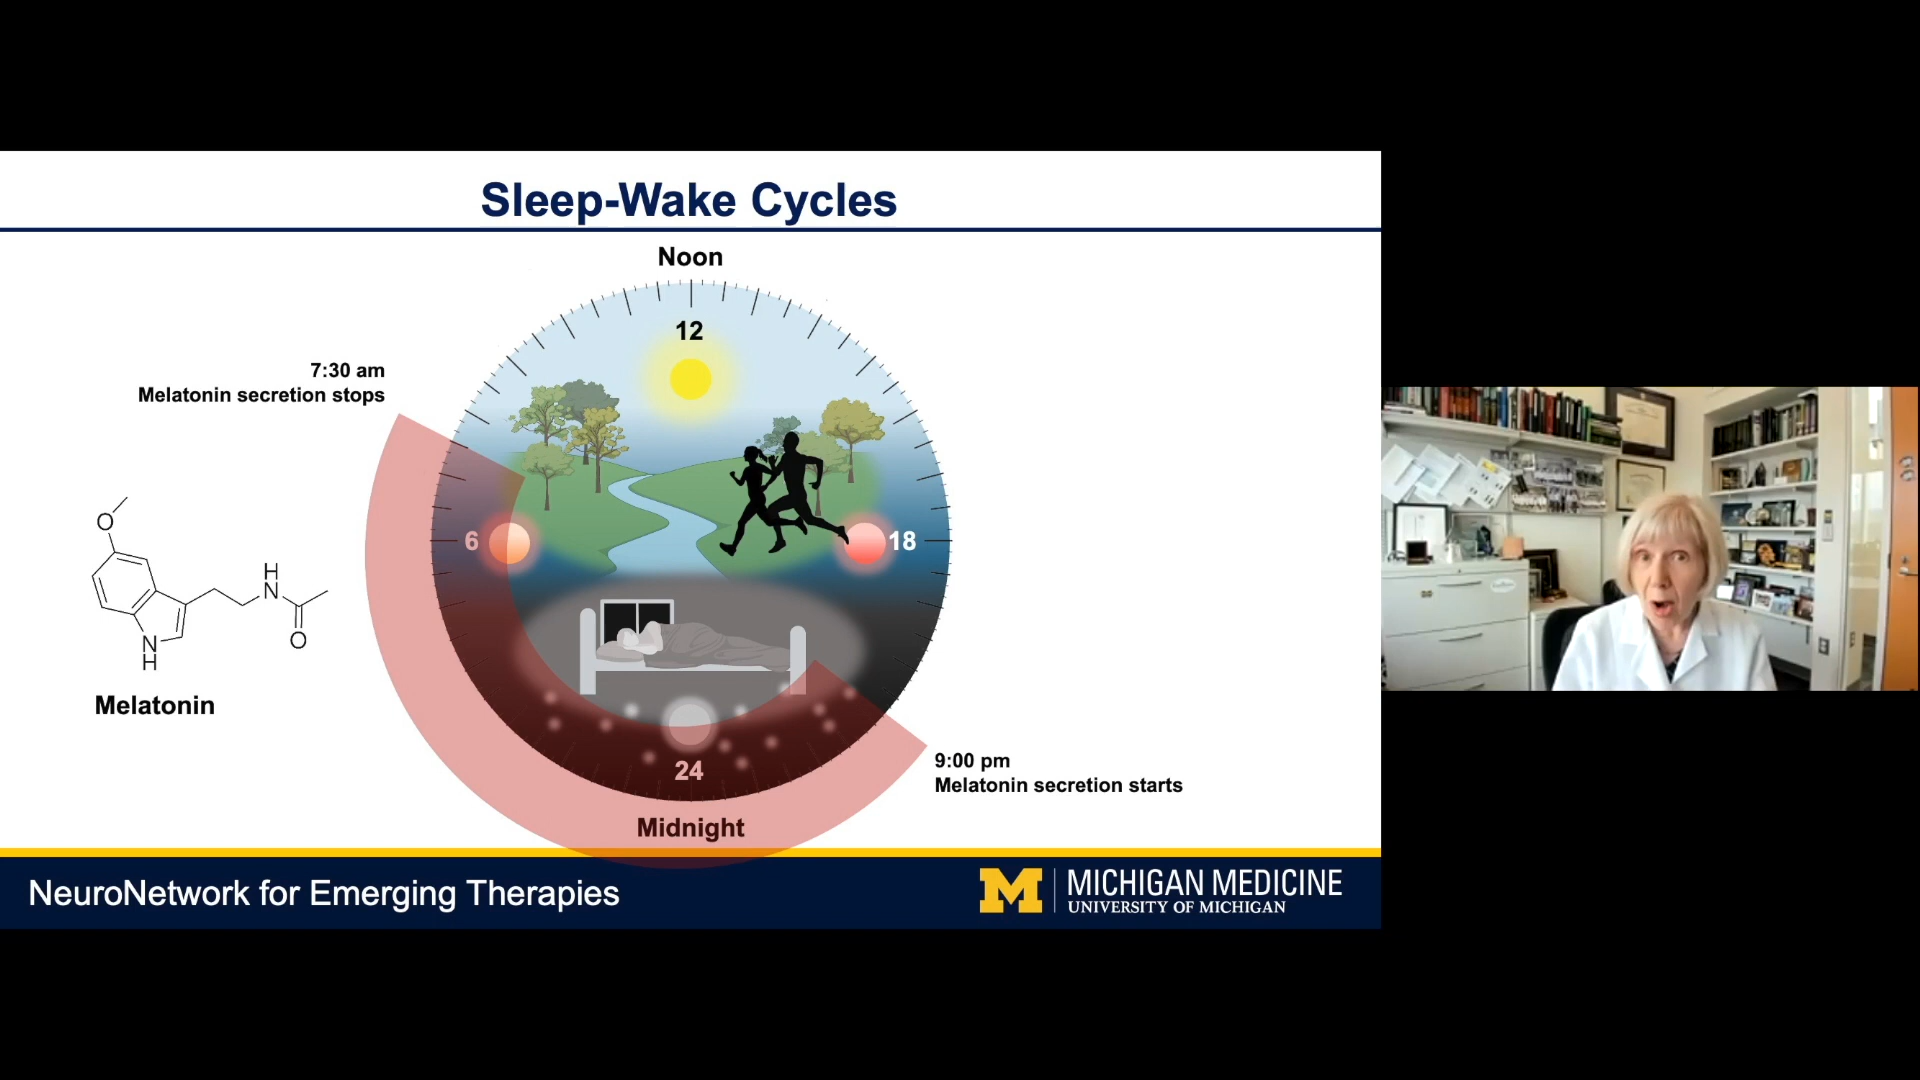 Sleep-Wake Cycles
Noon
12
7:30 am
Melatonin secretion stops
6
18
O
H
N
O
N
H
Melatonin
24
9:00 pm
Melatonin secretion starts
Midnight
NeuroNetwork for Emerging Therapies
M
MICHIGAN MEDICINE
UNIVERSITY OF MICHIGAN